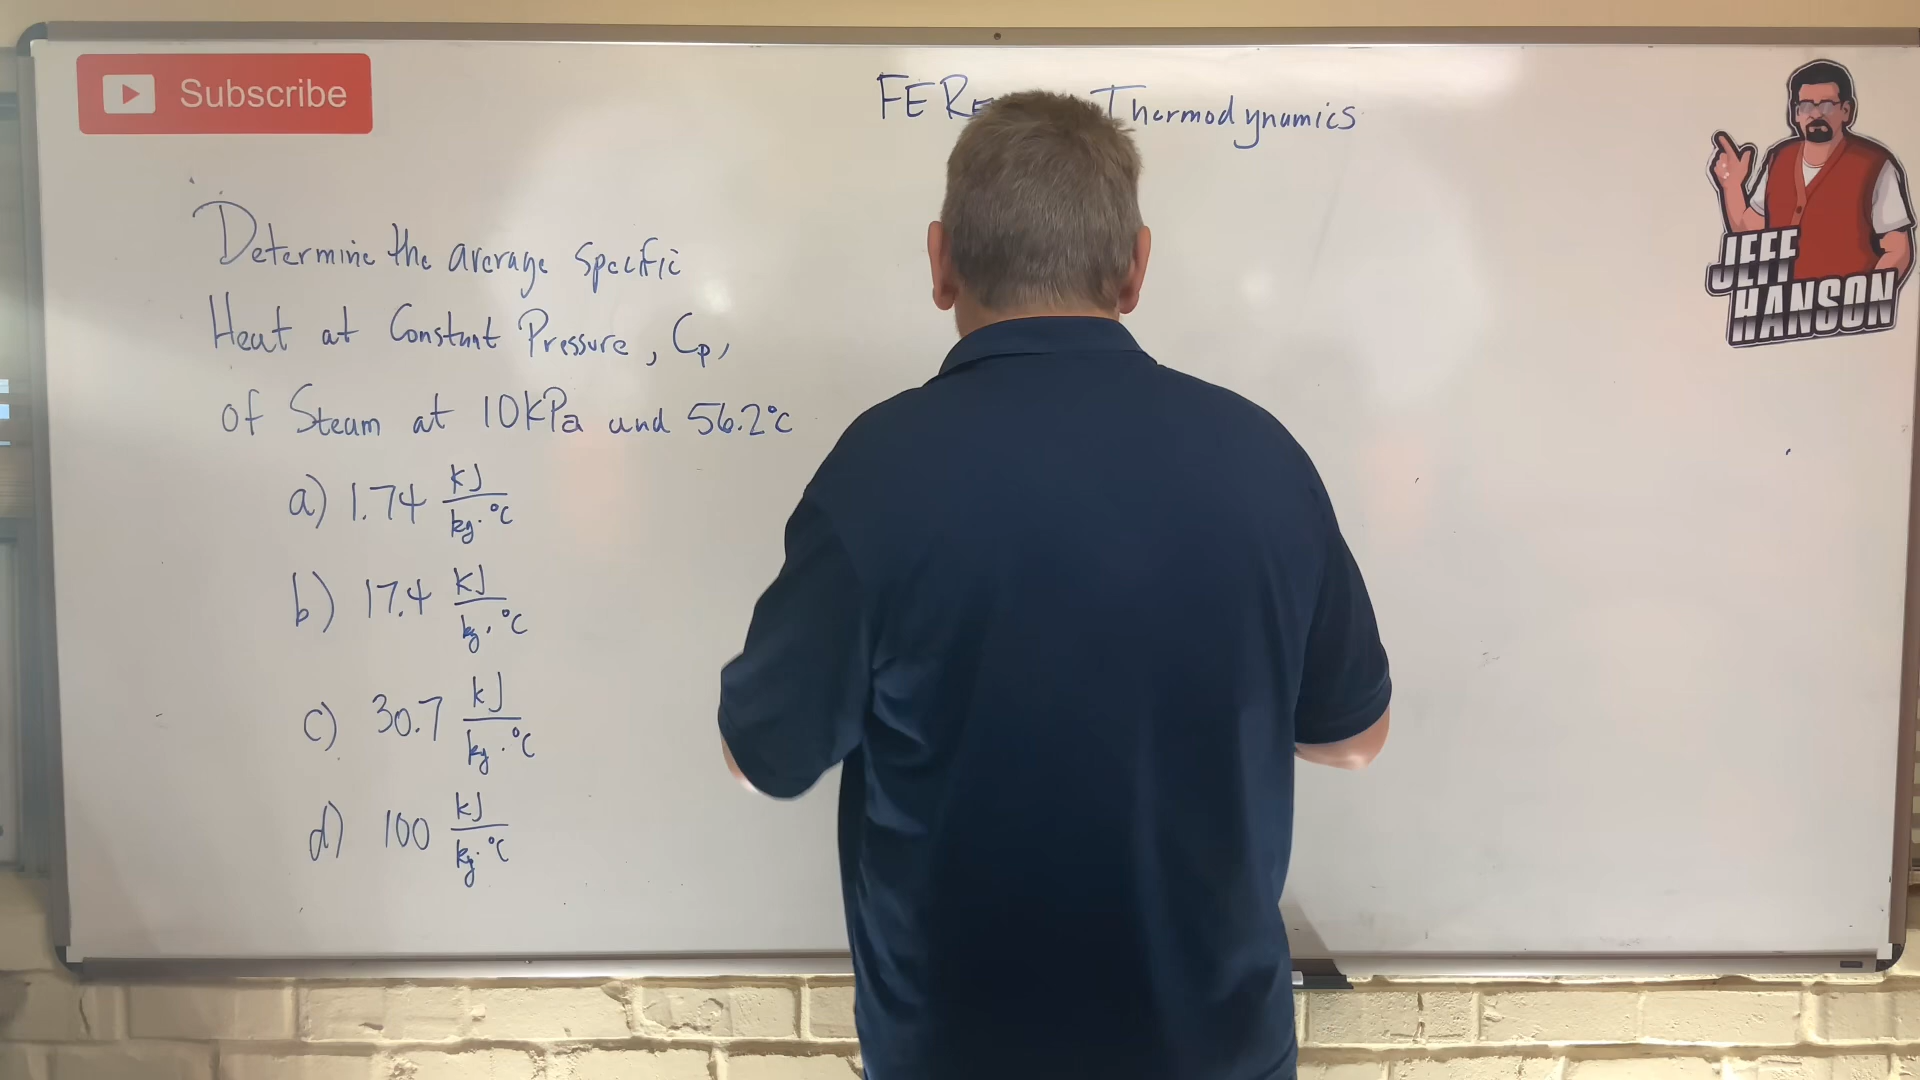 Subscribe
FE Thermodynamics
JEFF
HANSON
Determine the average Specific
Heat at Constant Pressure, Cp,
of Steam at 10kPa and 56.2°C
a) 1.74 kJ/kg·°C
b) 17.4 kJ/kg·°C
c) 30.7 kJ/kg·°C
d) 100 kJ/kg·°C